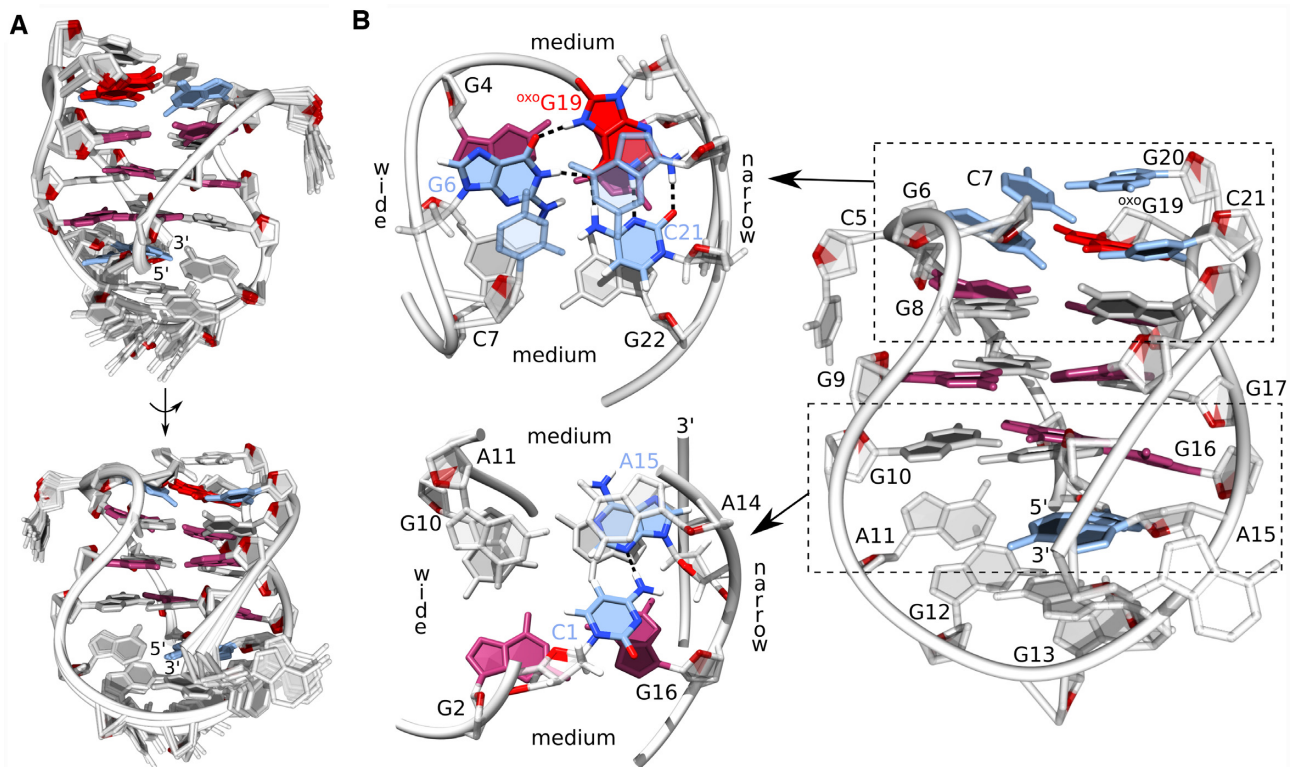 A
3'
5'
5'
3'
B
medium
G4
oxoG19
wide
G6
narrow
C21
C7
G22
medium
medium
3'
A11
A15
G10
A14
wide
narrow
C1
G2
G16
medium
G20
C7
G6
oxoG19
C21
C5
G8
G9
G17
G10
G16
5'
A11
3'
A15
G12
G13